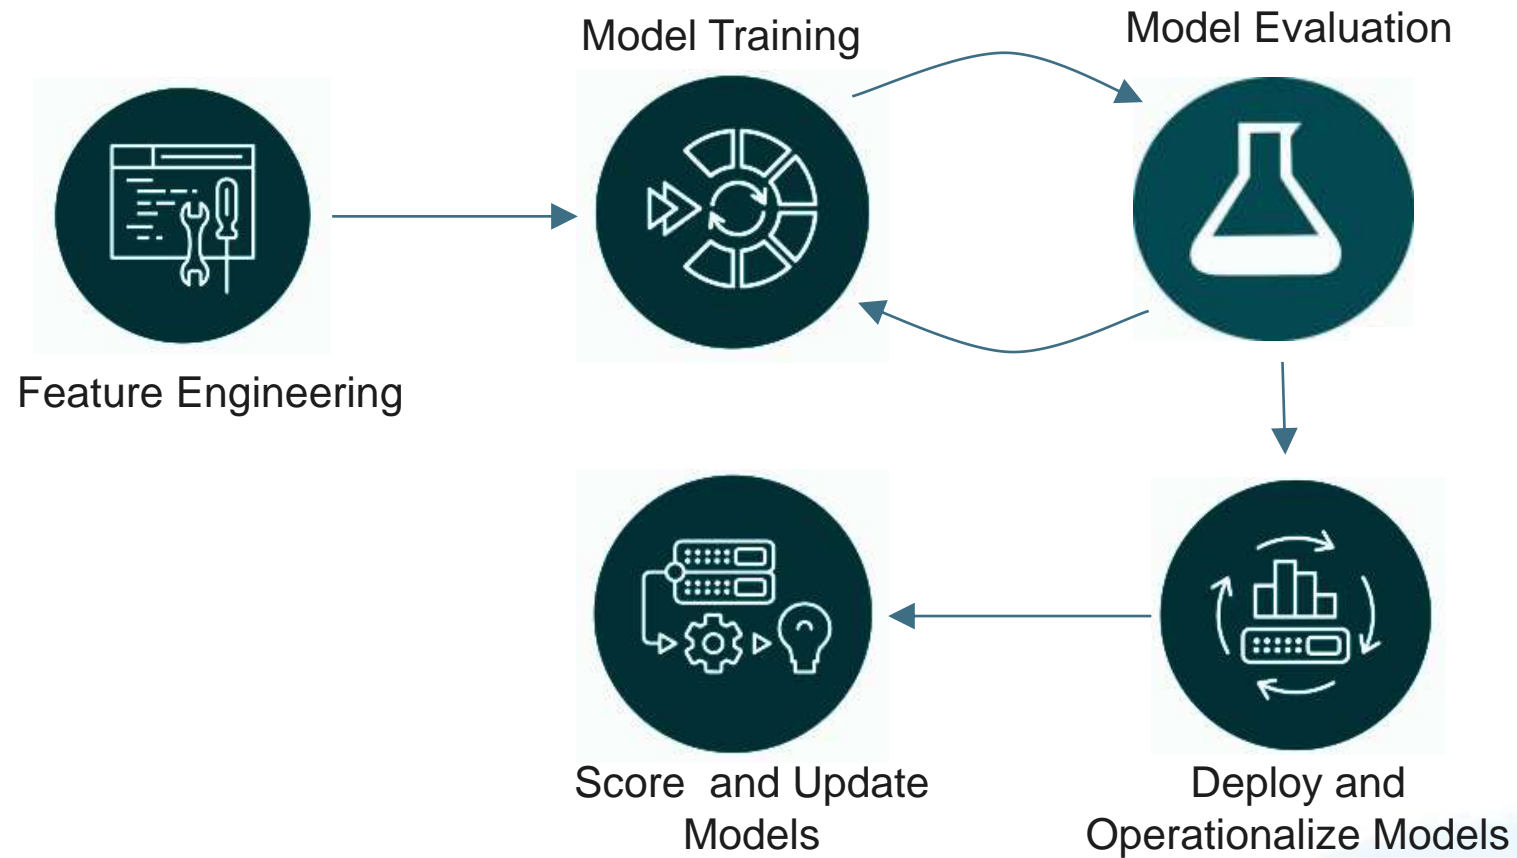 Model Training
Model Evaluation
Feature Engineering
Score and Update
Models
Deploy and
Operationalize Models